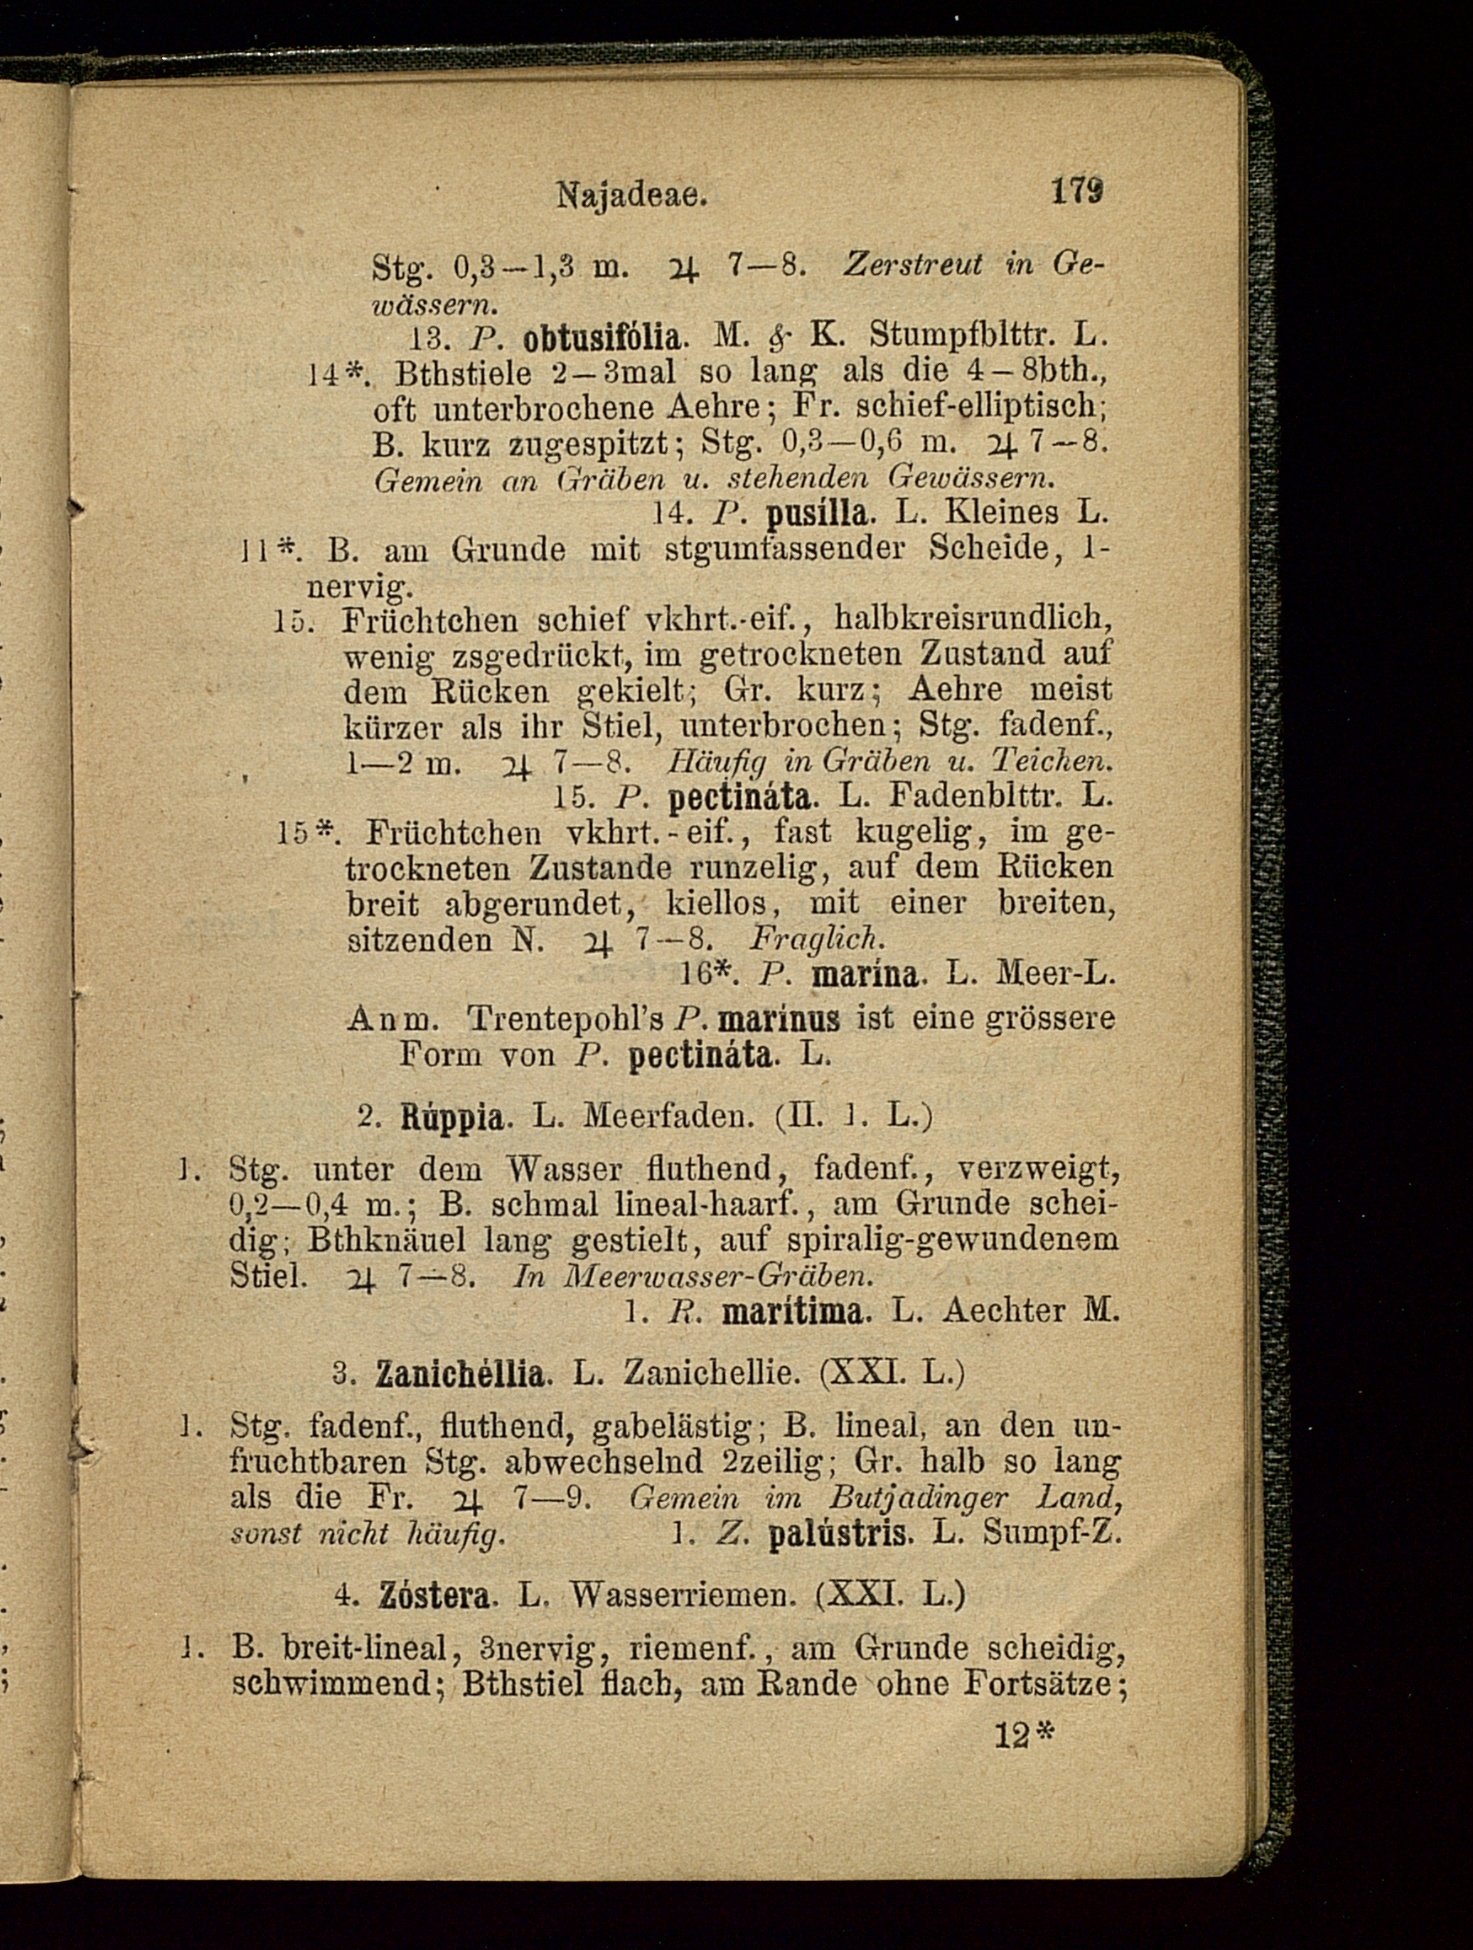 Najadeae. 179
Stg. 0,3—1,3 m. ♃ 7—8. Zerstreut in Ge-
wässern.
13. P. obtusifólia. M. & K. Stumpfblttr. L.
14*. Bthstiele 2—3mal so lang als die 4—8bth.,
oft unterbrochene Aehre; Fr. schief-elliptisch;
B. kurz zugespitzt; Stg. 0,3—0,6 m. ♃ 7—8.
Gemein an Gräben u. stehenden Gewässern.
14. P. pusílla. L. Kleines L.
11*. B. am Grunde mit stgumfassender Scheide, 1-
nervig.
15. Früchtchen schief vkhrt.-eif., halbkreisrundlich,
wenig zsgedrückt, im getrockneten Zustand auf
dem Rücken gekielt; Gr. kurz; Aehre meist
kürzer als ihr Stiel, unterbrochen; Stg. fadenf.,
1—2 m. ♃ 7—8. Häufig in Gräben u. Teichen.
15. P. pectináta. L. Fadenblttr. L.
15*. Früchtchen vkhrt.-eif., fast kugelig, im ge-
trockneten Zustande runzelig, auf dem Rücken
breit abgerundet, kiellos, mit einer breiten,
sitzenden N. ♃ 7—8. Fraglich.
16*. P. marína. L. Meer-L.
Anm. Trentepohl's P. marínus ist eine grössere
Form von P. pectináta. L.
2. Rúppia. L. Meerfaden. (II. 1. L.)
1. Stg. unter dem Wasser fluthend, fadenf., verzweigt,
0,2—0,4 m.; B. schmal lineal-haarf., am Grunde schei-
dig; Bthknäuel lang gestielt, auf spiralig-gewundenem
Stiel. ♃ 7—8. In Meerwasser-Gräben.
1. R. marítima. L. Aechter M.
3. Zanichéllia. L. Zanichellie. (XXI. L.)
1. Stg. fadenf., fluthend, gabelästig; B. lineal, an den un-
fruchtbaren Stg. abwechselnd 2zeilig; Gr. halb so lang
als die Fr. ♃ 7—9. Gemein im Butjadinger Land,
sonst nicht häufig. 1. Z. palústris. L. Sumpf-Z.
4. Zóstera. L. Wasserriemen. (XXI. L.)
1. B. breit-lineal, 3nervig, riemenf., am Grunde scheidig,
schwimmend; Bthstiel flach, am Rande ohne Fortsätze;
12*